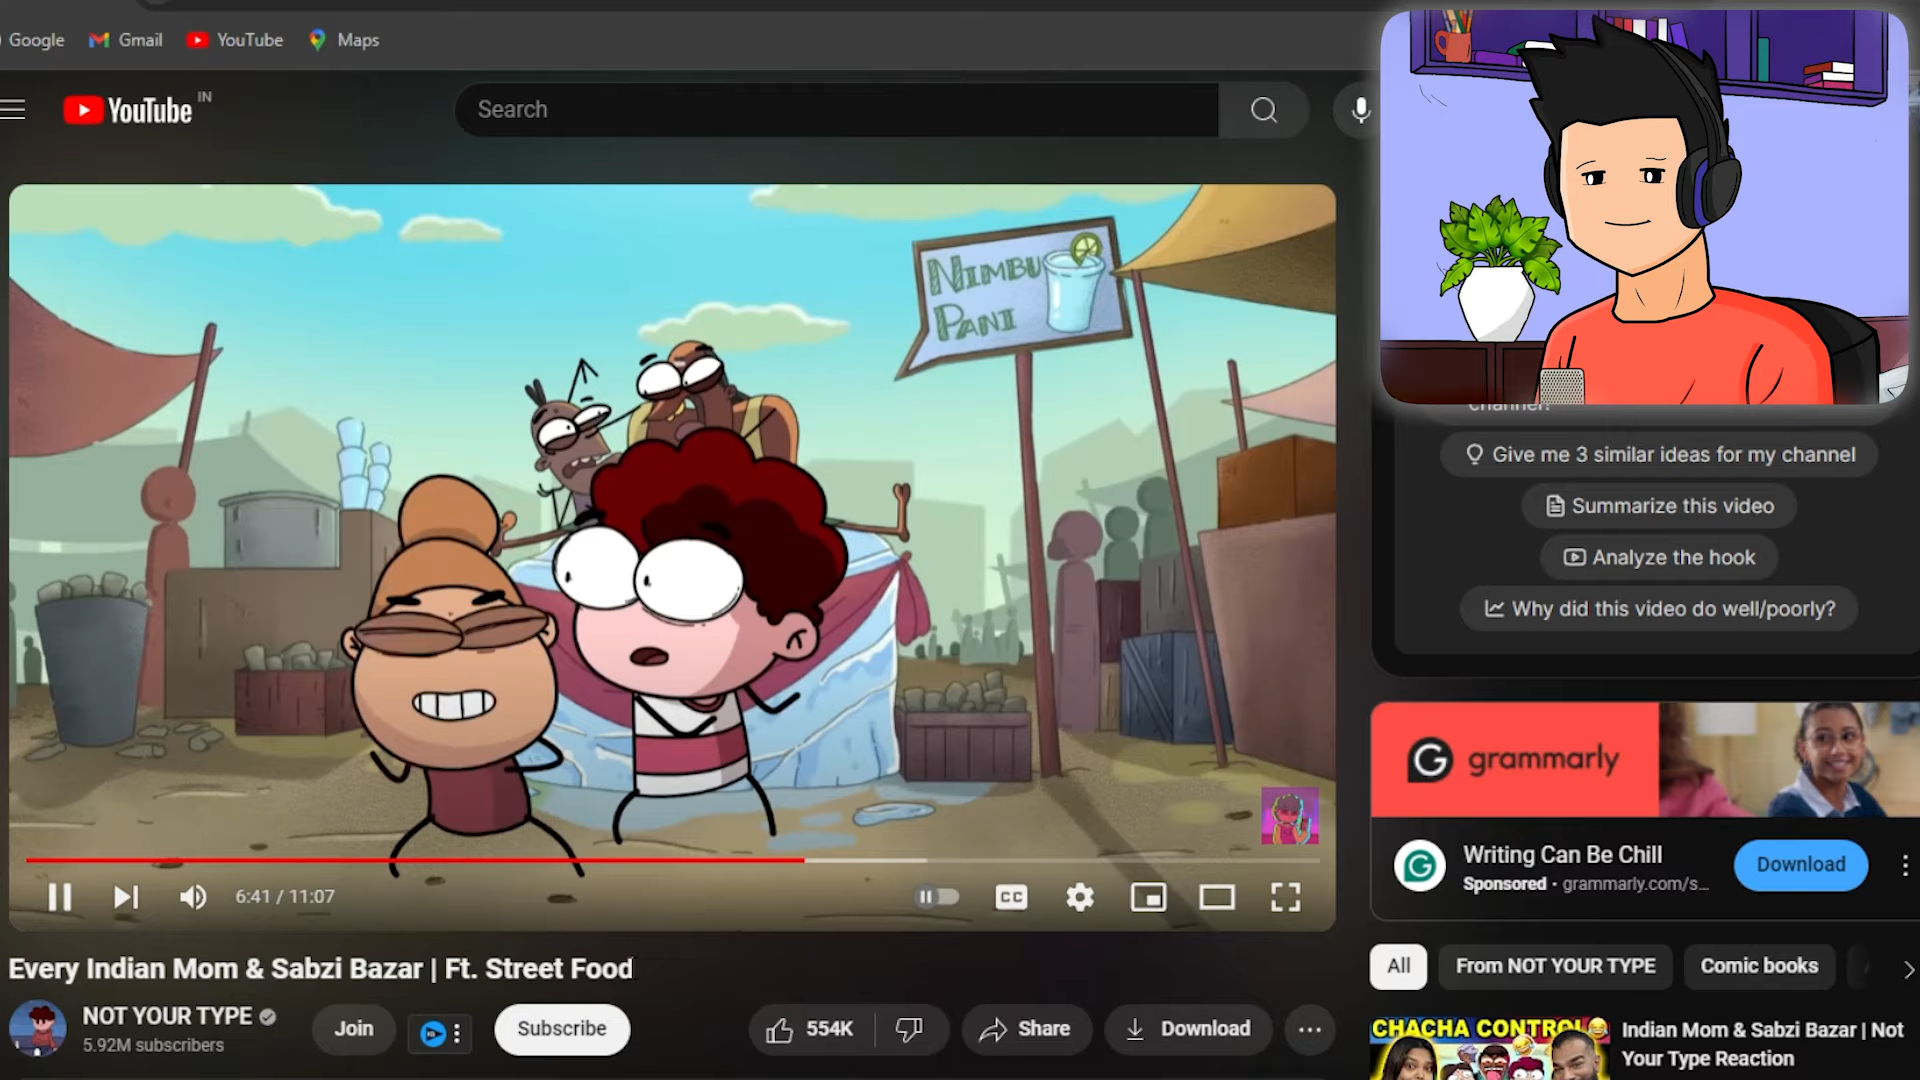 Google
Gmail
YouTube
Maps
YouTube IN
Search
NIMBU
PANI
channel!
Give me 3 similar ideas for my channel
Summarize this video
Analyze the hook
Why did this video do well/poorly?
grammarly
Writing Can Be Chill
Sponsored · grammarly.com/s...
Download
6:41 / 11:07
CC
Every Indian Mom & Sabzi Bazar | Ft. Street Food
NOT YOUR TYPE
5.92M subscribers
Join
Subscribe
554K
Share
Download
All
From NOT YOUR TYPE
Comic books
CHACHA CONTROL
Indian Mom & Sabzi Bazar | Not
Your Type Reaction